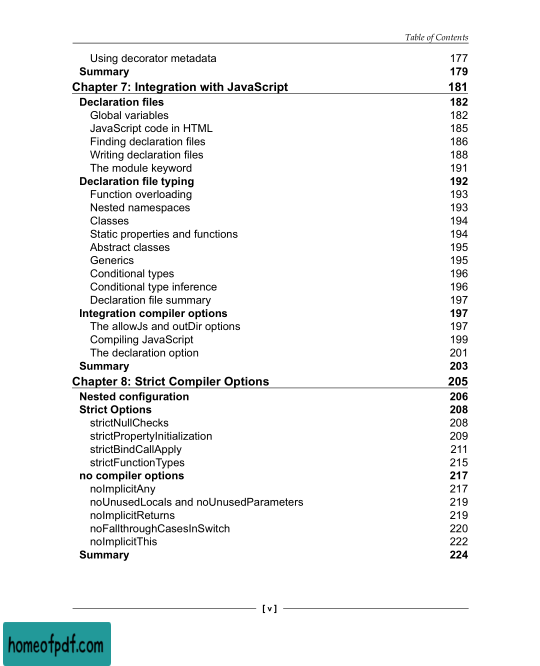 Table of Contents
Using decorator metadata 177
Summary 179
Chapter 7: Integration with JavaScript 181
Declaration files 182
Global variables 182
JavaScript code in HTML 185
Finding declaration files 186
Writing declaration files 188
The module keyword 191
Declaration file typing 192
Function overloading 193
Nested namespaces 193
Classes 194
Static properties and functions 194
Abstract classes 195
Generics 195
Conditional types 196
Conditional type inference 196
Declaration file summary 197
Integration compiler options 197
The allowJs and outDir options 197
Compiling JavaScript 199
The declaration option 201
Summary 203
Chapter 8: Strict Compiler Options 205
Nested configuration 206
Strict Options 208
strictNullChecks 208
strictPropertyInitialization 209
strictBindCallApply 211
strictFunctionTypes 215
no compiler options 217
noImplicitAny 217
noUnusedLocals and noUnusedParameters 219
noImplicitReturns 219
noFallthroughCasesInSwitch 220
noImplicitThis 222
Summary 224
[ v ]
homeofpdf.com